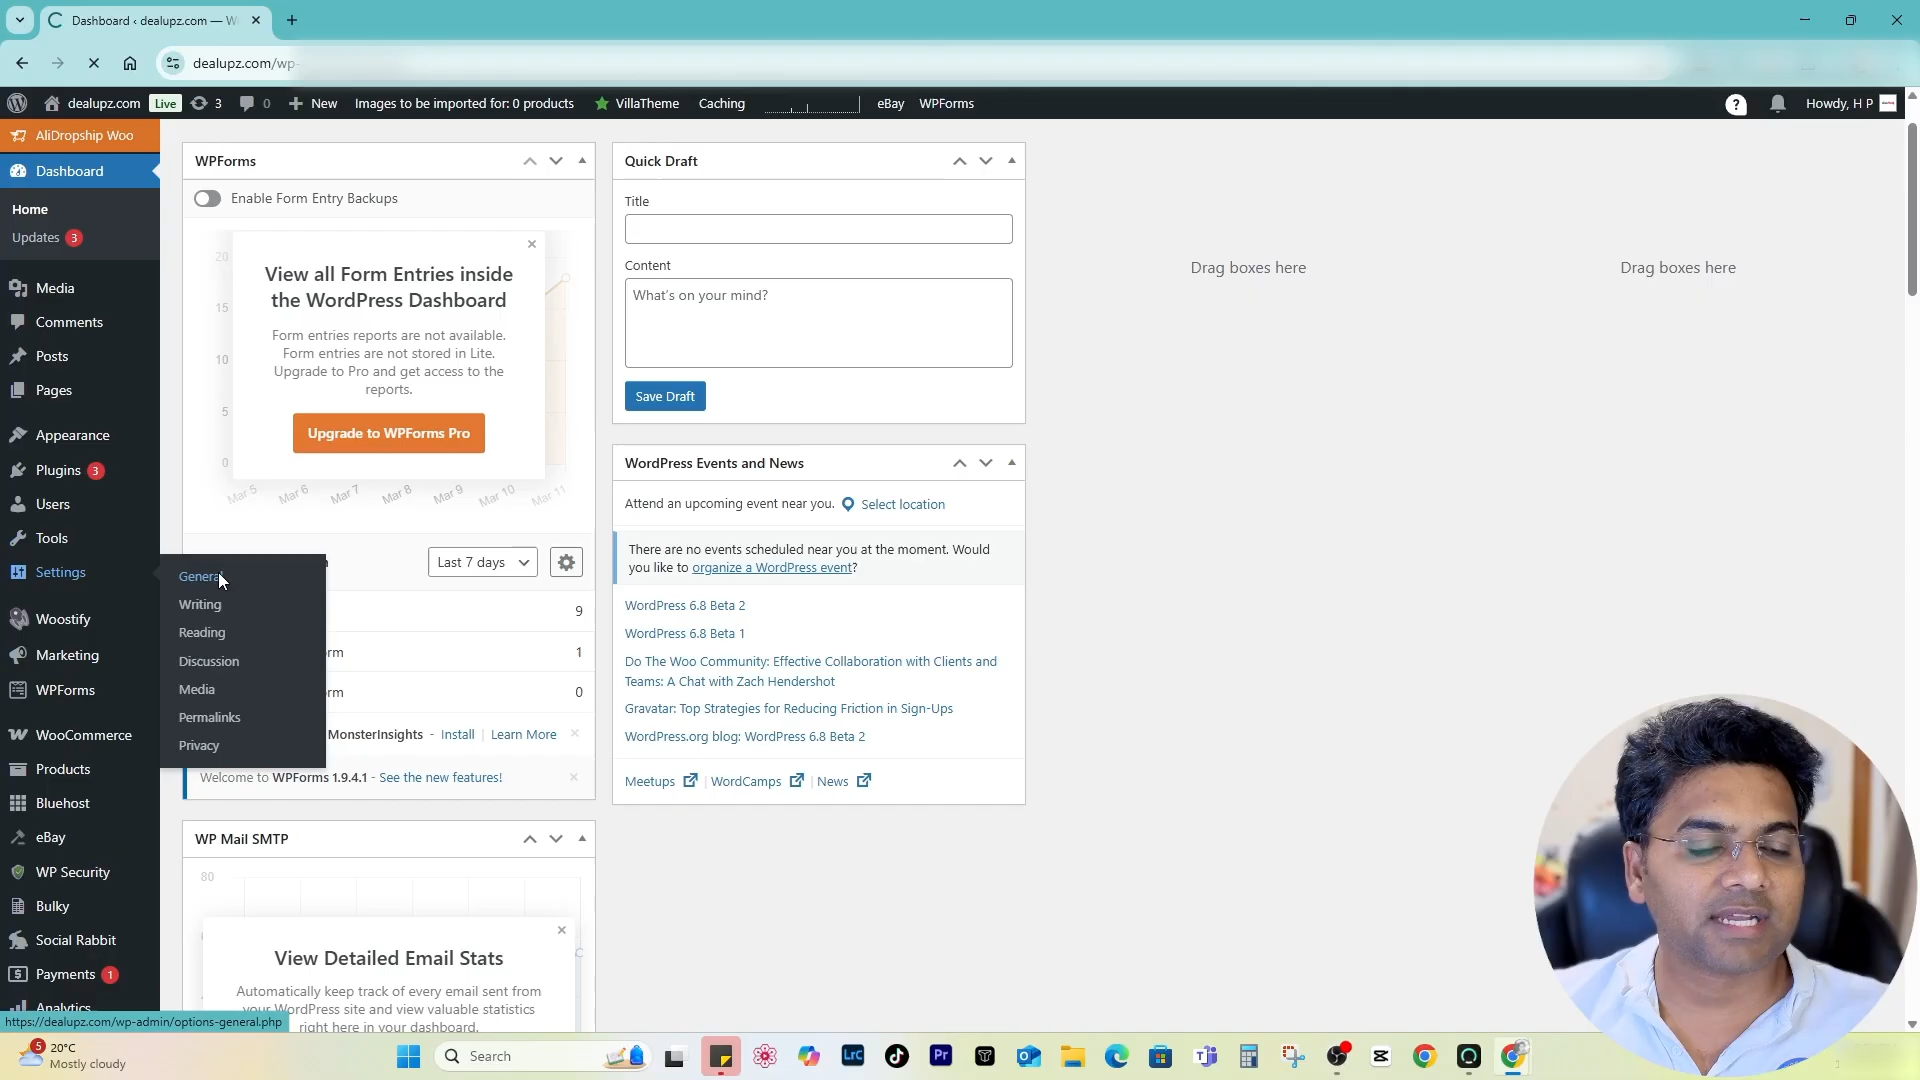 Dashboard ‹ dealupz.com — W
dealupz.com/wp-
dealupz.com Live 3 0 New Images to be imported for: 0 products VillaTheme Caching eBay WPForms Howdy, H P
AliDropship Woo
Dashboard
Home
Updates 3
Media
Comments
Posts
Pages
Appearance
Plugins 3
Users
Tools
Settings
Woostify
Marketing
WPForms
WooCommerce
Products
Bluehost
eBay
WP Security
Bulky
Social Rabbit
Payments 1
Analytics
General
Writing
Reading
Discussion
Media
Permalinks
Privacy
WPForms
Enable Form Entry Backups
View all Form Entries inside
the WordPress Dashboard
Form entries reports are not available.
Form entries are not stored in Lite.
Upgrade to Pro and get access to the
reports.
Upgrade to WPForms Pro
20
15
10
5
0
Mar 5 Mar 6 Mar 7 Mar 8 Mar 9 Mar 10 Mar 11
Last 7 days
9
rm 1
rm 0
MonsterInsights - Install | Learn More
Welcome to WPForms 1.9.4.1 - See the new features!
WP Mail SMTP
80
View Detailed Email Stats
Automatically keep track of every email sent from
your WordPress site and view valuable statistics
right here in your dashboard.
Quick Draft
Title
Content
What's on your mind?
Save Draft
WordPress Events and News
Attend an upcoming event near you. Select location
There are no events scheduled near you at the moment. Would
you like to organize a WordPress event?
WordPress 6.8 Beta 2
WordPress 6.8 Beta 1
Do The Woo Community: Effective Collaboration with Clients and
Teams: A Chat with Zach Hendershot
Gravatar: Top Strategies for Reducing Friction in Sign-Ups
WordPress.org blog: WordPress 6.8 Beta 2
Meetups | WordCamps | News
Drag boxes here
Drag boxes here
https://dealupz.com/wp-admin/options-general.php
5
20°C
Mostly cloudy
Search
LrC
Pr